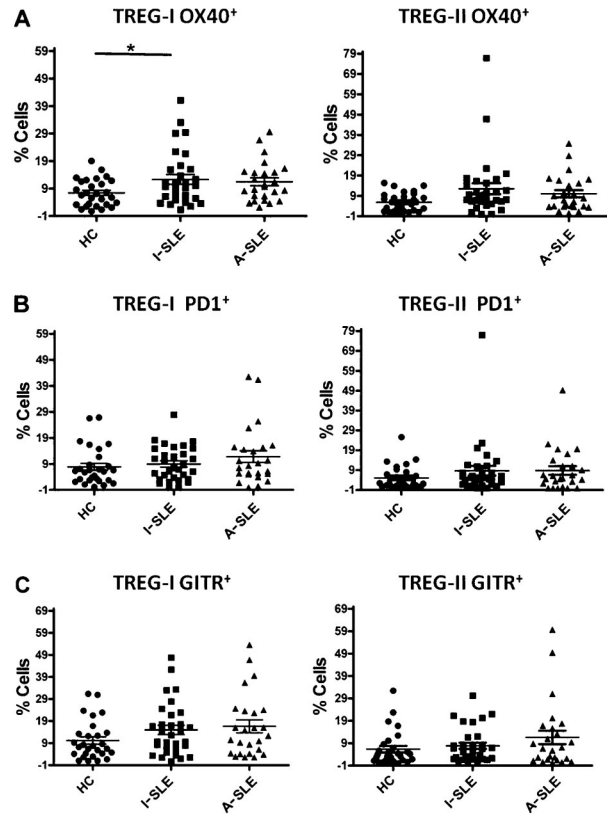 A
TREG-I OX40⁺
TREG-II OX40⁺
% Cells
59
49
39
29
19
9
-1
*
HC
I-SLE
A-SLE
% Cells
79
69
59
49
39
29
19
9
-1
HC
I-SLE
A-SLE
B
TREG-I PD1⁺
TREG-II PD1⁺
% Cells
59
49
39
29
19
9
-1
HC
I-SLE
A-SLE
% Cells
79
69
59
49
39
29
19
9
-1
HC
I-SLE
A-SLE
C
TREG-I GITR⁺
TREG-II GITR⁺
% Cells
69
59
49
39
29
19
9
-1
HC
I-SLE
A-SLE
% Cells
69
59
49
39
29
19
9
-1
HC
I-SLE
A-SLE